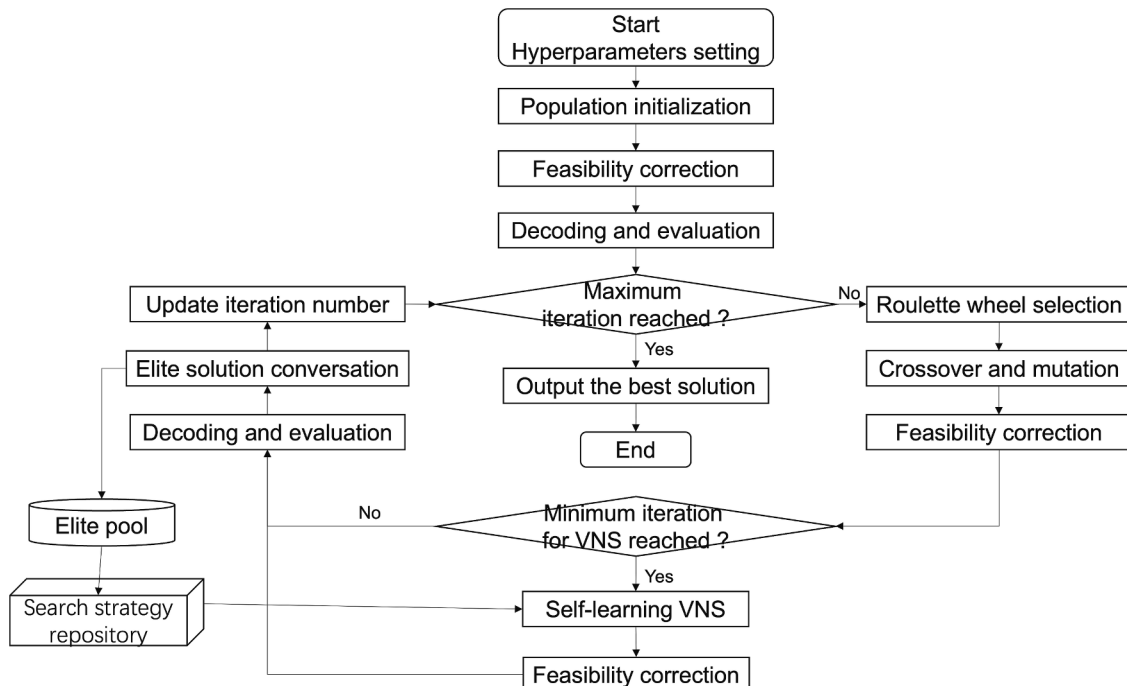 Start
Hyperparameters setting
Population initialization
Feasibility correction
Decoding and evaluation
Maximum
iteration reached ?
No
Yes
Output the best solution
End
Roulette wheel selection
Crossover and mutation
Feasibility correction
Minimum iteration
for VNS reached ?
No
Yes
Self-learning VNS
Feasibility correction
Decoding and evaluation
Elite solution conversation
Update iteration number
Elite pool
Search strategy
repository